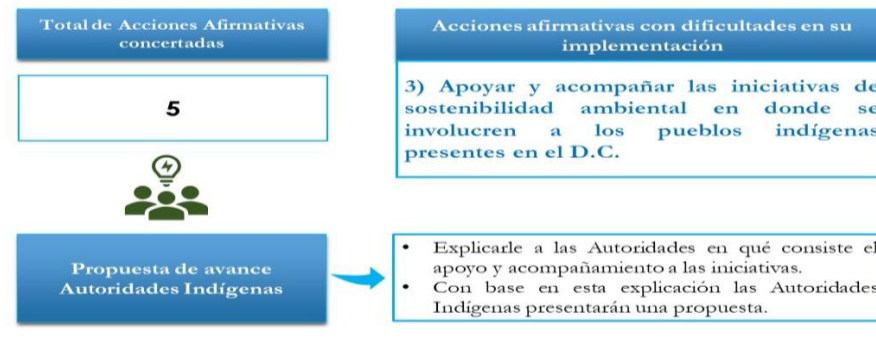 Total de Acciones Afirmativas
concertadas
5
Acciones afirmativas con dificultades en su
implementación
3) Apoyar y acompañar las iniciativas de
sostenibilidad ambiental en donde se
involucren a los pueblos indígenas
presentes en el D.C.
Propuesta de avance
Autoridades Indígenas
• Explicarle a las Autoridades en qué consiste el
apoyo y acompañamiento a las iniciativas.
• Con base en esta explicación las Autoridades
Indígenas presentarán una propuesta.